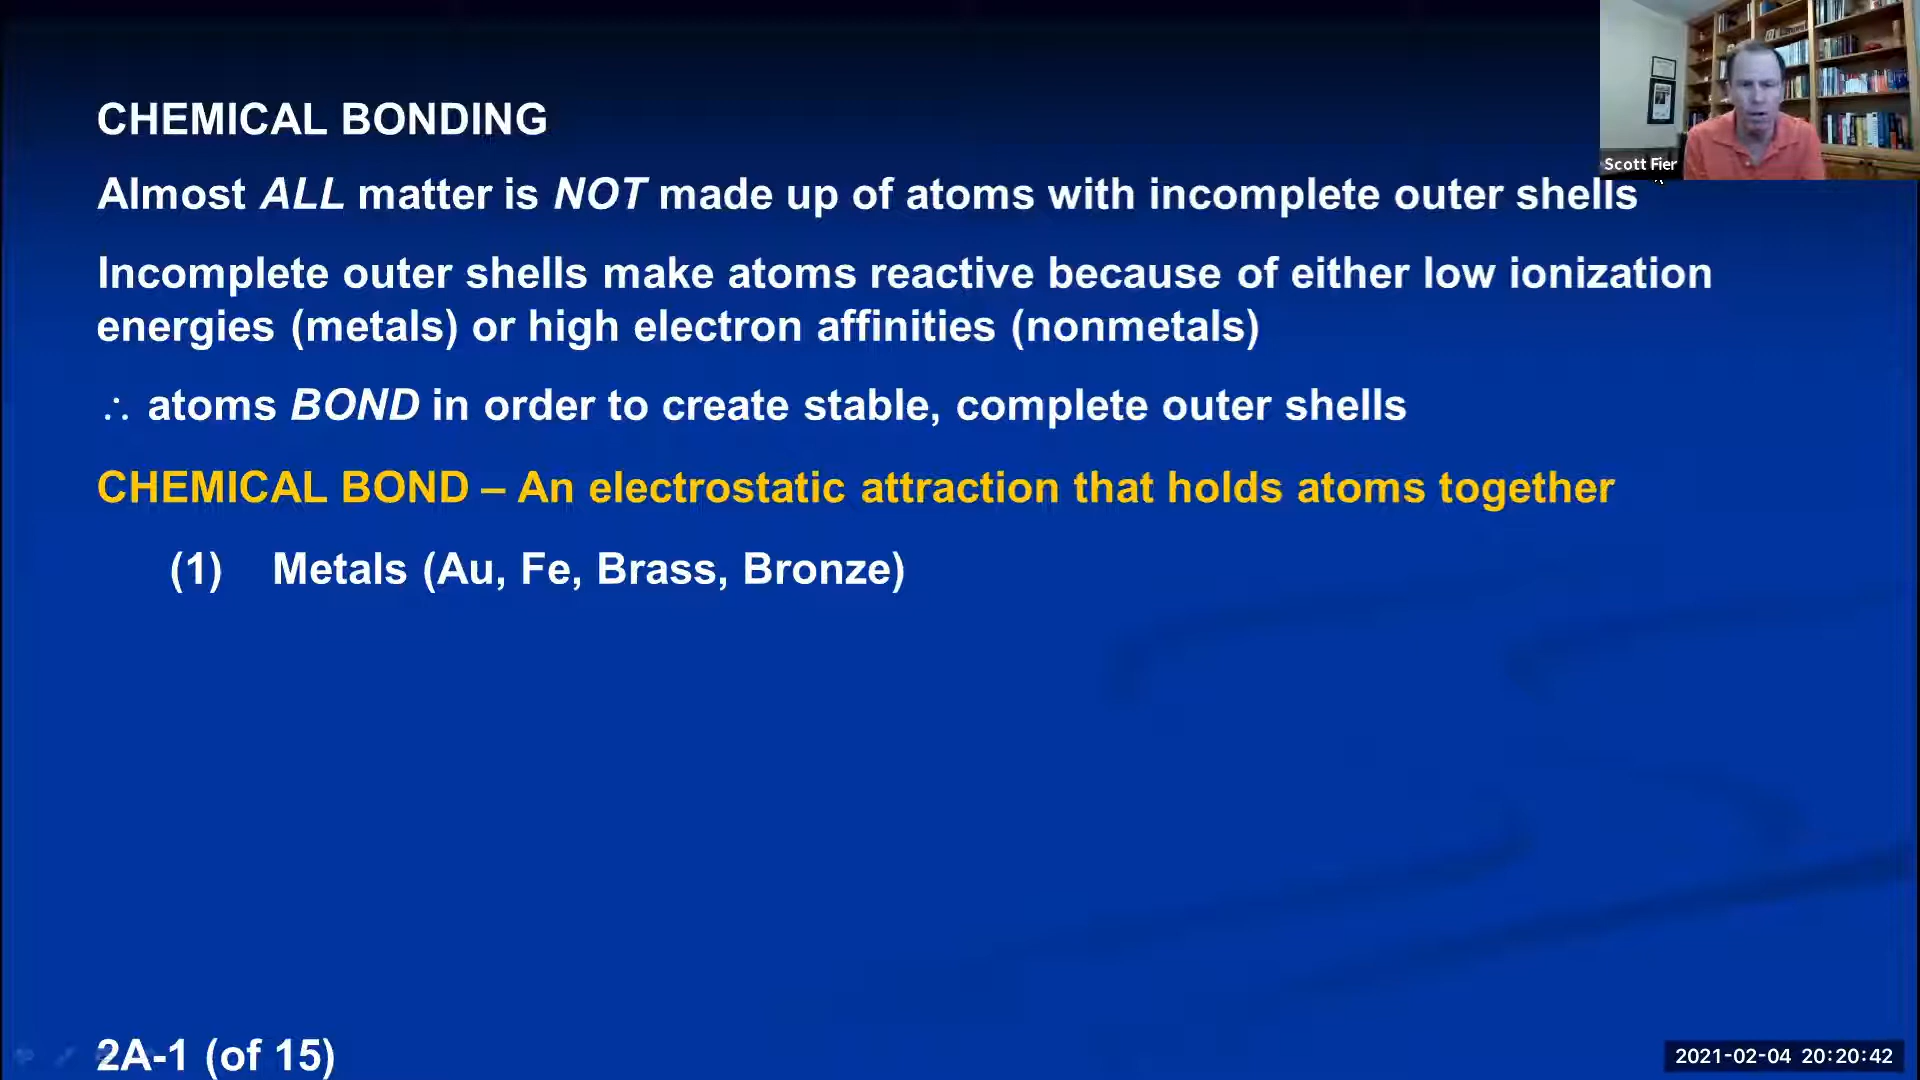 CHEMICAL BONDING
Almost ALL matter is NOT made up of atoms with incomplete outer shells
Incomplete outer shells make atoms reactive because of either low ionization
energies (metals) or high electron affinities (nonmetals)
∴ atoms BOND in order to create stable, complete outer shells
CHEMICAL BOND – An electrostatic attraction that holds atoms together
(1) Metals (Au, Fe, Brass, Bronze)
2A-1 (of 15)
Scott Fier
2021-02-04 20:20:42